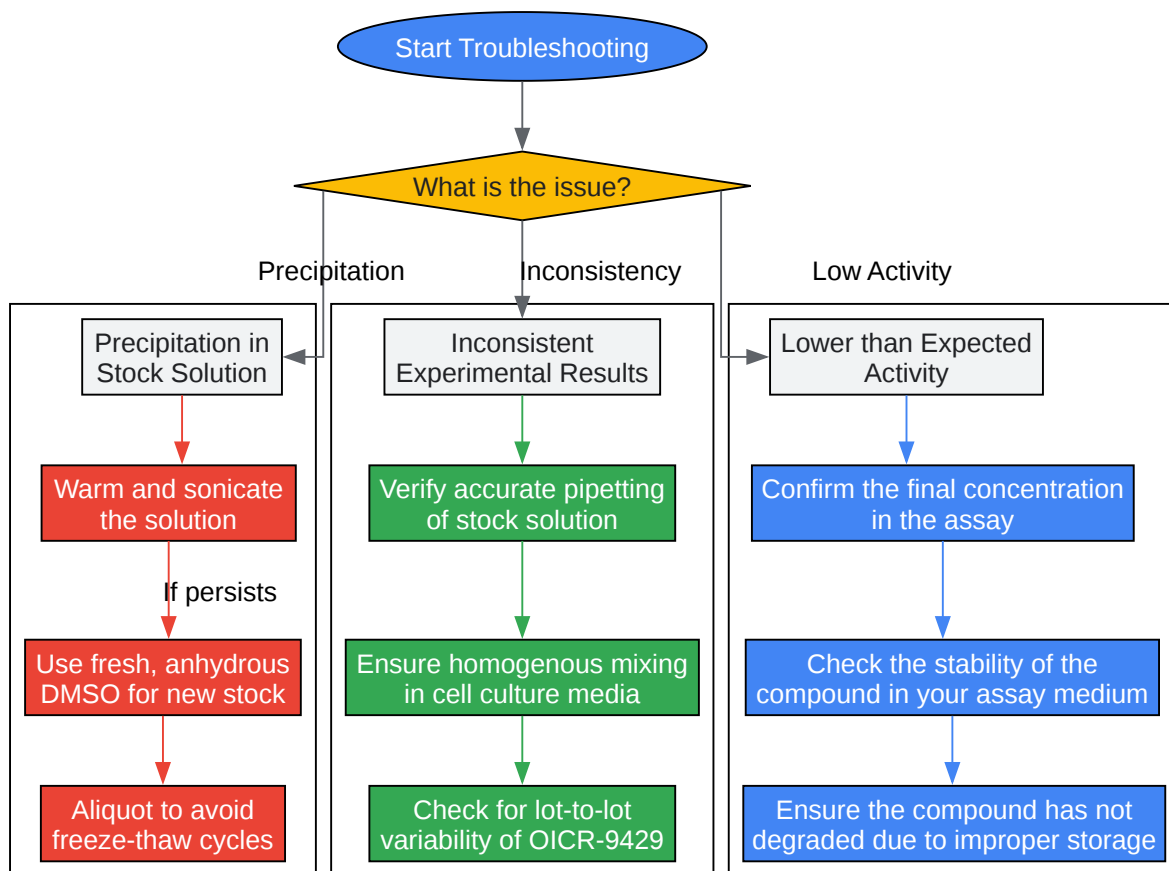 Start Troubleshooting
What is the issue?
Precipitation
Inconsistency
Low Activity
Precipitation in
Stock Solution
Inconsistent
Experimental Results
Lower than Expected
Activity
Warm and sonicate
the solution
Verify accurate pipetting
of stock solution
Confirm the final concentration
in the assay
If persists
Use fresh, anhydrous
DMSO for new stock
Ensure homogenous mixing
in cell culture media
Check the stability of the
compound in your assay medium
Aliquot to avoid
freeze-thaw cycles
Check for lot-to-lot
variability of OICR-9429
Ensure the compound has not
degraded due to improper storage